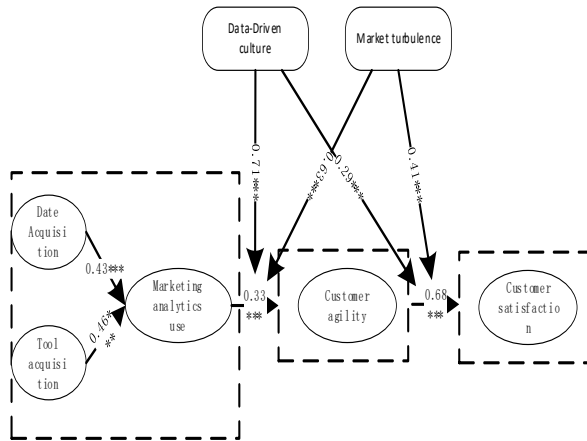 Data-Driven
culture
Market turbulence
0.71***
0.63***
0.29***
0.41***
Date
Acquisi
tion
0.43***
Marketing
analytics
use
0.33
***
Customer
agility
0.68
***
Customer
satisfactio
n
0.46*
**
Tool
acquisi
tion